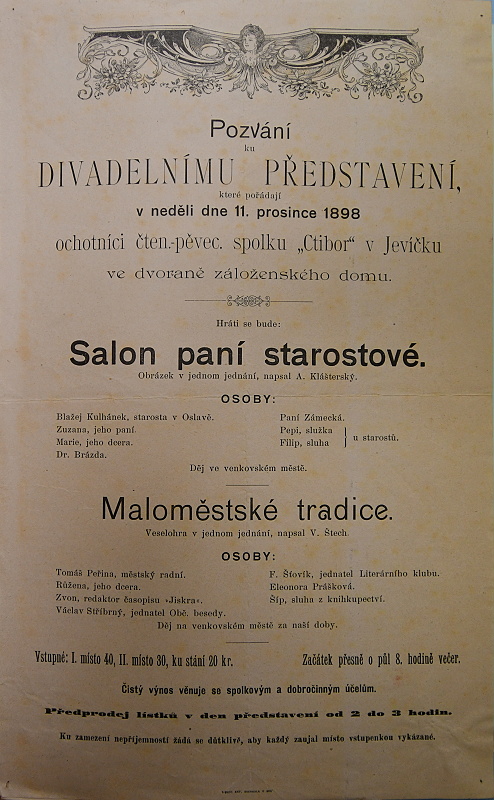 Pozvání
ku
DIVADELNÍMU PŘEDSTAVENÍ,
které pořádají
v neděli dne 11. prosince 1898
ochotníci čten.-pěvec. spolku „Ctibor“ v Jevíčku
ve dvoraně záloženského domu.
Hráti se bude:
Salon paní starostové.
Obrázek v jednom jednání, napsal A. Klášterský.
OSOBY:
Blažej Kulhánek, starosta v Oslavě.
Zuzana, jeho paní.
Marie, jeho dcera.
Dr. Brázda.
Paní Zámecká.
Pepi, služka
Filip, sluha
u starostů.
Děj ve venkovském městě.
Maloměstské tradice.
Veselohra v jednom jednání, napsal V. Štech.
OSOBY:
Tomáš Peřina, městský radní.
Růžena, jeho dcera.
Zvon, redaktor časopisu »Jiskra«.
Václav Stříbrný, jednatel Obč. besedy.
F. Šťovík, jednatel Literárního klubu.
Eleonora Prášková.
Šíp, sluha z knihkupectví.
Děj na venkovském městě za naší doby.
Vstupné: I. místo 40, II. místo 30, ku stání 20 kr.
Začátek přesně o půl 8. hodině večer.
Čistý výnos věnuje se spolkovým a dobročinným účelům.
Předprodej lístků v den představení od 2 do 3 hodin.
Ku zamezení nepříjemností žádá se důtklivě, aby každý zaujal místo vstupenkou vykázané.